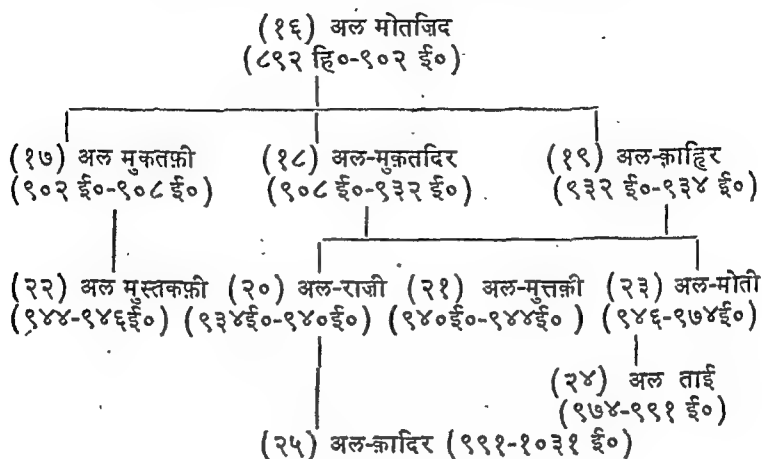 (१६) अल मोतज़िद
(८९२ हि०-९०२ ई०)
(१७) अल मुकतफ़ी (१८) अल-मुक़तदिर (१९) अल-क़ाहिर
(९०२ ई०-९०८ ई०) (९०८ ई०-९३२ ई०) (९३२ ई०-९३४ ई०)
(२२) अल मुस्तकफ़ी (२०) अल-राजी (२१) अल-मुत्तक़ी (२३) अल-मोती
(९४४-९४६ई०) (९३४ई०-९४०ई०) (९४०ई०-९४४ई०) (९४६-९७४ई०)
(२४) अल ताई
(९७४-९९१ ई०)
(२५) अल-क़ादिर (९९१-१०३१ ई०)